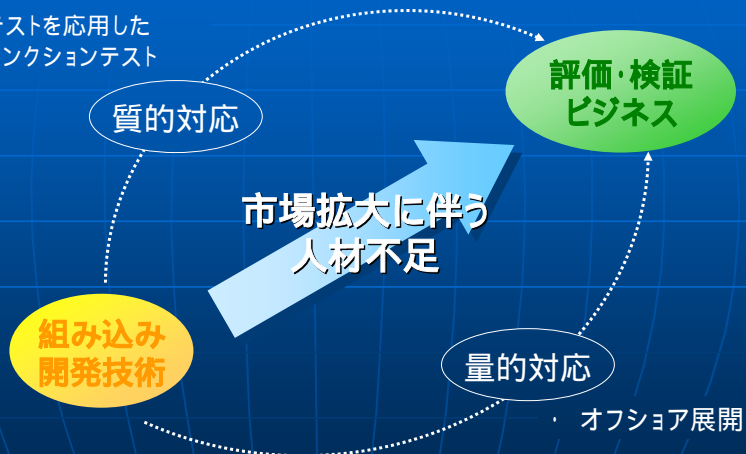 テストを応用した
ンクションテスト
質的対応
評価・検証
ビジネス
市場拡大に伴う
人材不足
組み込み
開発技術
量的対応
・ オフショア展開